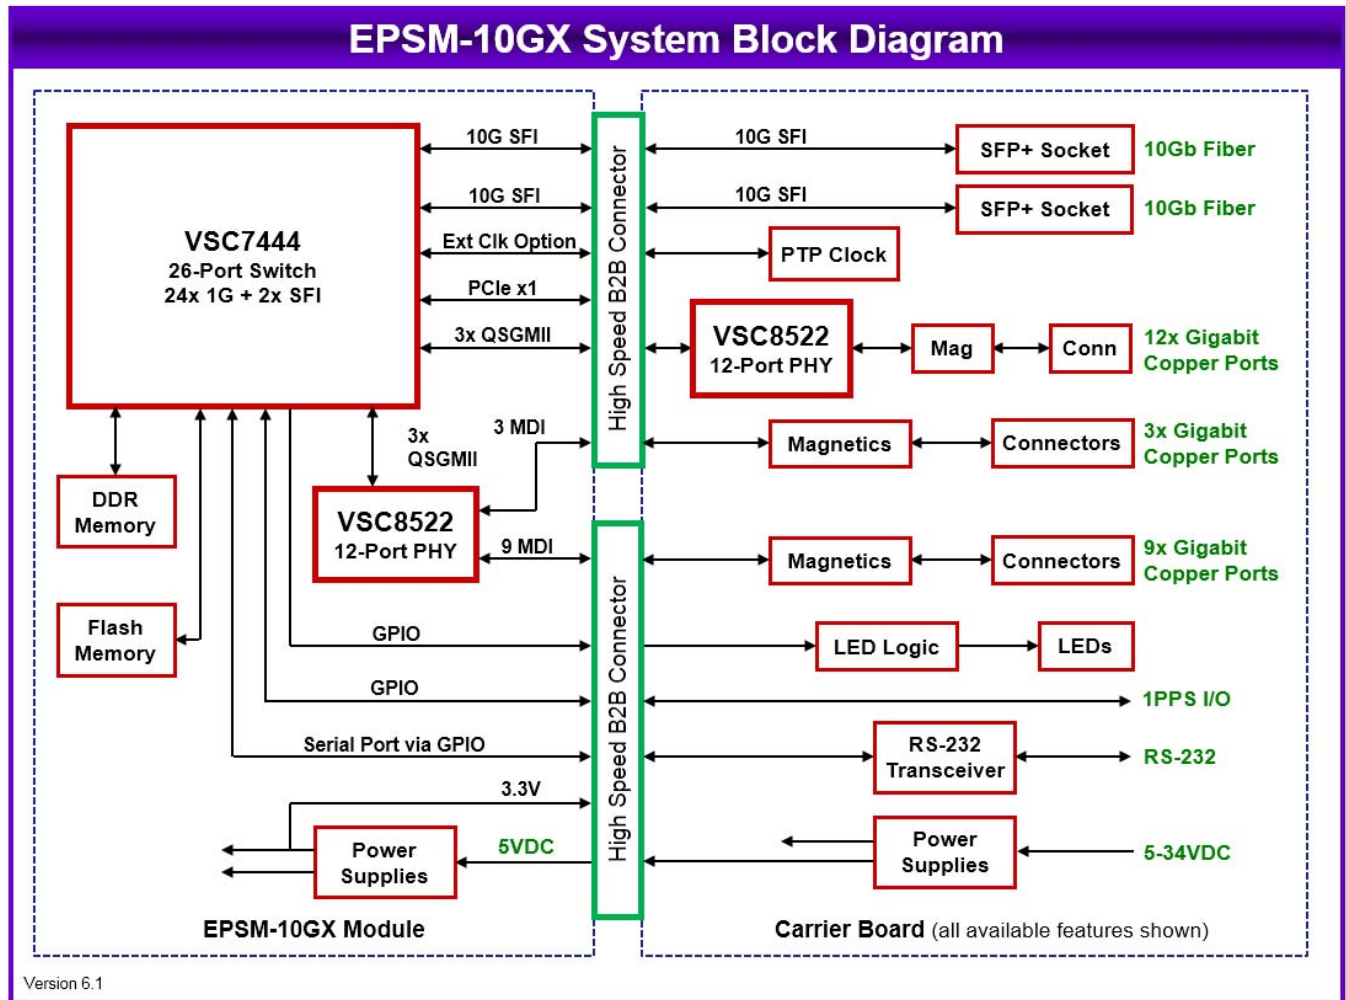 EPSM-10GX System Block Diagram
VSC7444
26-Port Switch
24x 1G + 2x SFI
10G SFI
10G SFI
Ext Clk Option
PCIe x1
3x QSGMII
High Speed B2B Connector
10G SFI
SFP+ Socket
10Gb Fiber
10G SFI
SFP+ Socket
10Gb Fiber
PTP Clock
VSC8522
12-Port PHY
Mag
Conn
12x Gigabit
Copper Ports
3x
QSGMII
3 MDI
Magnetics
Connectors
3x Gigabit
Copper Ports
DDR
Memory
VSC8522
12-Port PHY
9 MDI
High Speed B2B Connector
Magnetics
Connectors
9x Gigabit
Copper Ports
Flash
Memory
GPIO
LED Logic
LEDs
GPIO
1PPS I/O
Serial Port via GPIO
RS-232
Transceiver
RS-232
3.3V
Power
Supplies
5VDC
Power
Supplies
5-34VDC
EPSM-10GX Module
Carrier Board (all available features shown)
Version 6.1